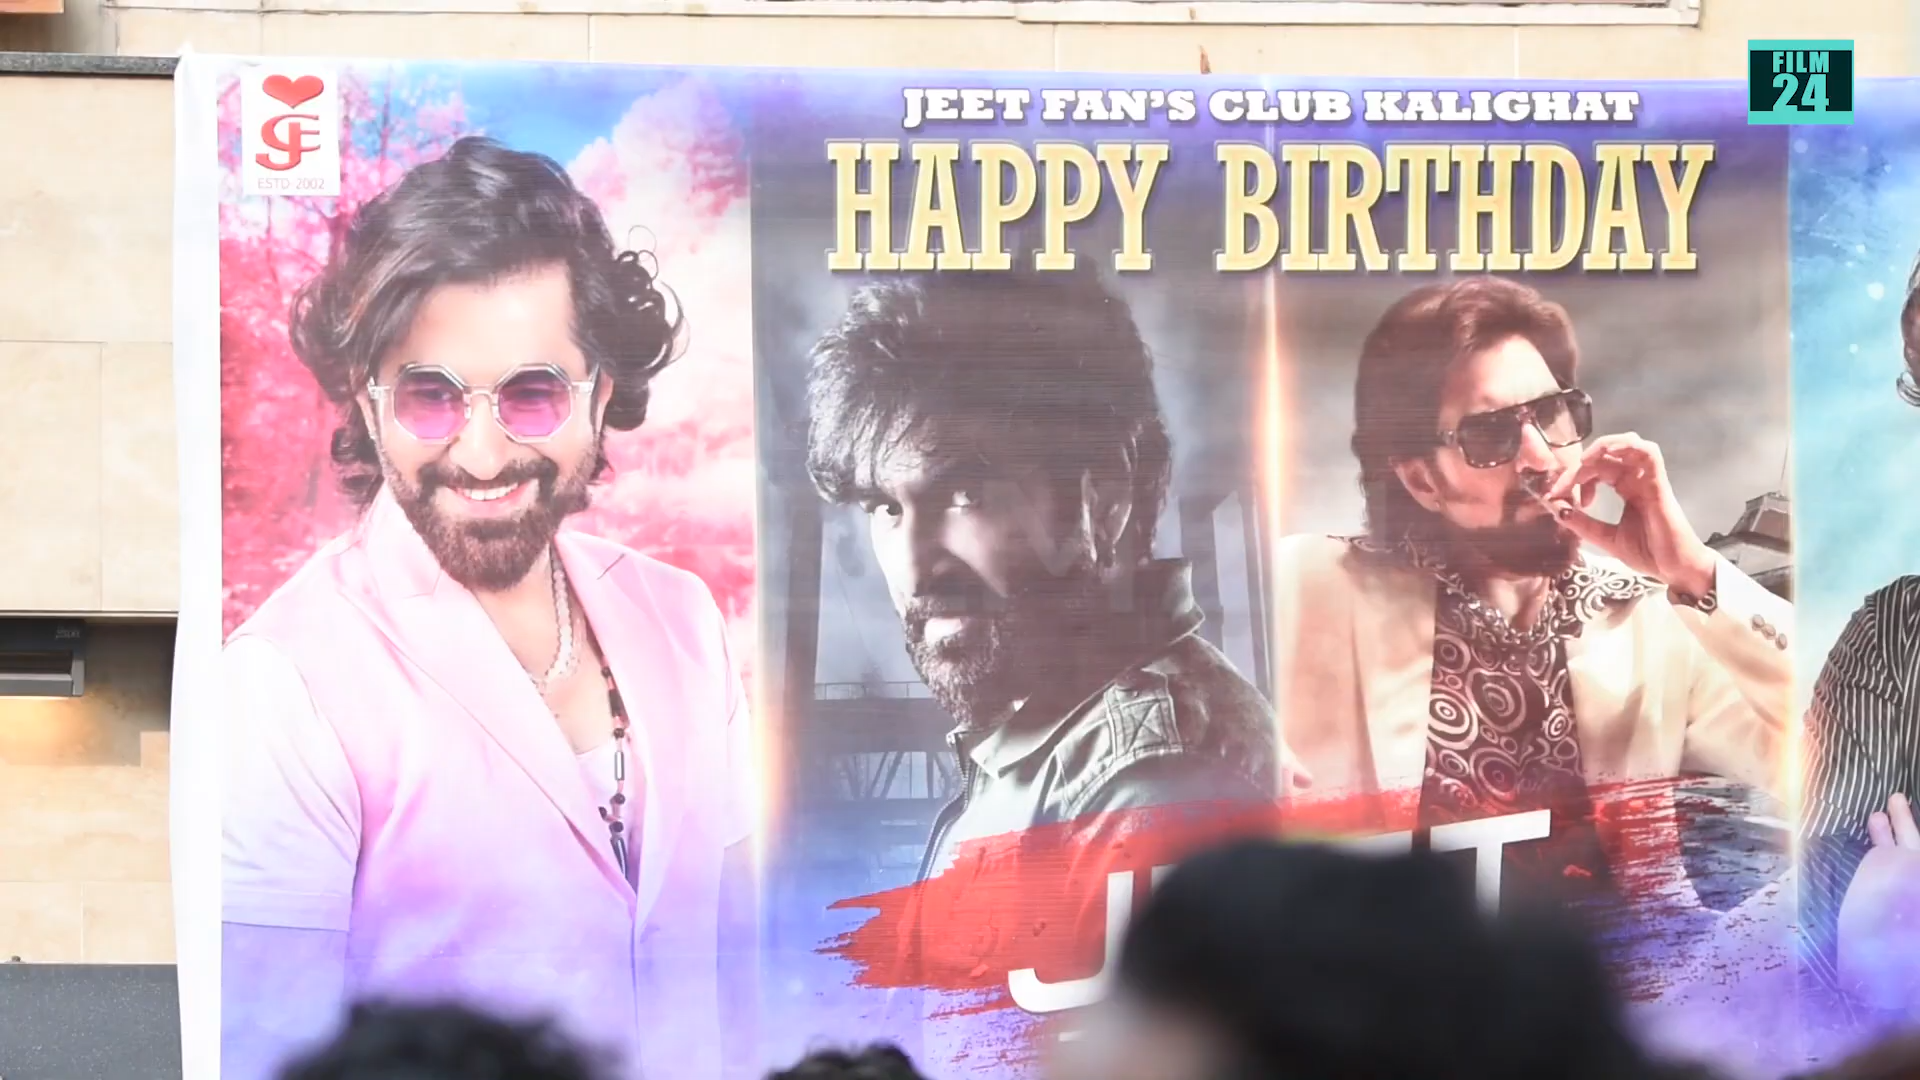 ESTD 2002
JEET FAN'S CLUB KALIGHAT
HAPPY BIRTHDAY
FILM
24